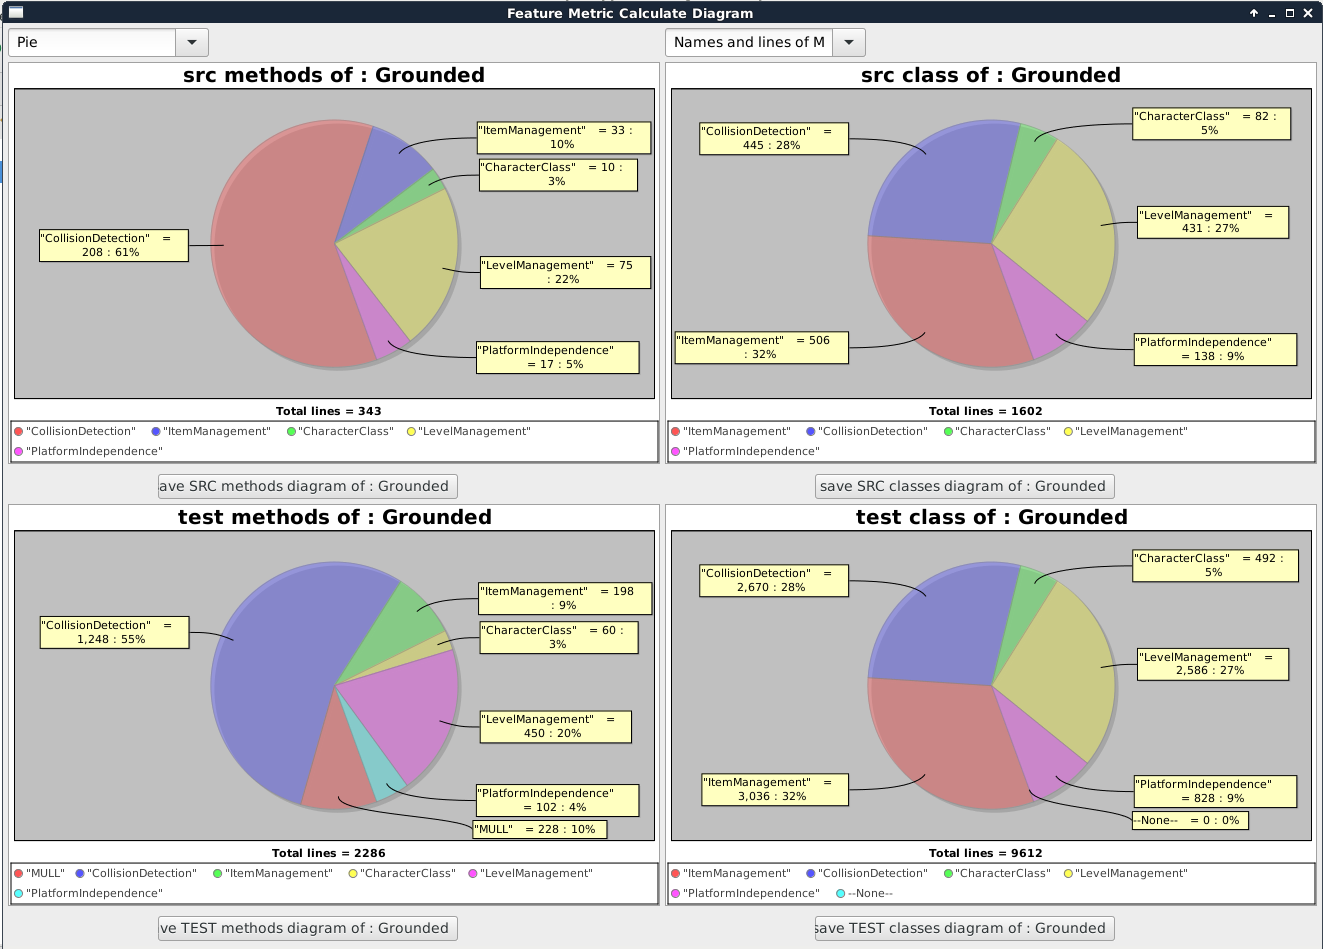 Feature Metric Calculate Diagram
Pie
Names and lines of M
src methods of : Grounded
"ItemManagement" = 33 :
10%
"CharacterClass" = 10 :
3%
"CollisionDetection" =
208 : 61%
"LevelManagement" = 75
: 22%
"PlatformIndependence"
= 17 : 5%
Total lines = 343
"CollisionDetection" "ItemManagement" "CharacterClass" "LevelManagement"
"PlatformIndependence"
ave SRC methods diagram of : Grounded
src class of : Grounded
"CharacterClass" = 82 :
5%
"CollisionDetection" =
445 : 28%
"LevelManagement" =
431 : 27%
"ItemManagement" = 506
: 32%
"PlatformIndependence"
= 138 : 9%
Total lines = 1602
"ItemManagement" "CollisionDetection" "CharacterClass" "LevelManagement"
"PlatformIndependence"
save SRC classes diagram of : Grounded
test methods of : Grounded
"ItemManagement" = 198
: 9%
"CollisionDetection" =
1,248 : 55%
"CharacterClass" = 60 :
3%
"LevelManagement" =
450 : 20%
"PlatformIndependence"
= 102 : 4%
"MULL" = 228 : 10%
Total lines = 2286
"MULL" "CollisionDetection" "ItemManagement" "CharacterClass" "LevelManagement"
"PlatformIndependence"
ve TEST methods diagram of : Grounded
test class of : Grounded
"CharacterClass" = 492 :
5%
"CollisionDetection" =
2,670 : 28%
"LevelManagement" =
2,586 : 27%
"ItemManagement" =
3,036 : 32%
"PlatformIndependence"
= 828 : 9%
--None-- = 0 : 0%
Total lines = 9612
"ItemManagement" "CollisionDetection" "CharacterClass" "LevelManagement"
"PlatformIndependence" --None--
save TEST classes diagram of : Grounded